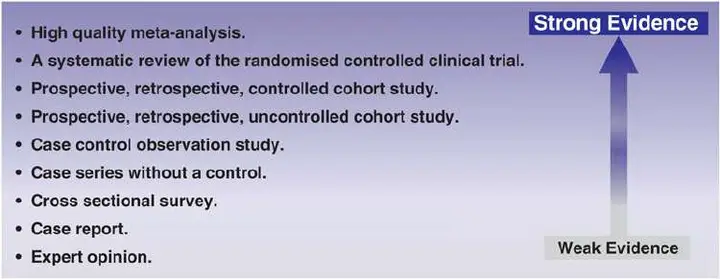 Strong Evidence
• High quality meta-analysis.
• A systematic review of the randomised controlled clinical trial.
• Prospective, retrospective, controlled cohort study.
• Prospective, retrospective, uncontrolled cohort study.
• Case control observation study.
• Case series without a control.
• Cross sectional survey.
• Case report.
• Expert opinion.
Weak Evidence